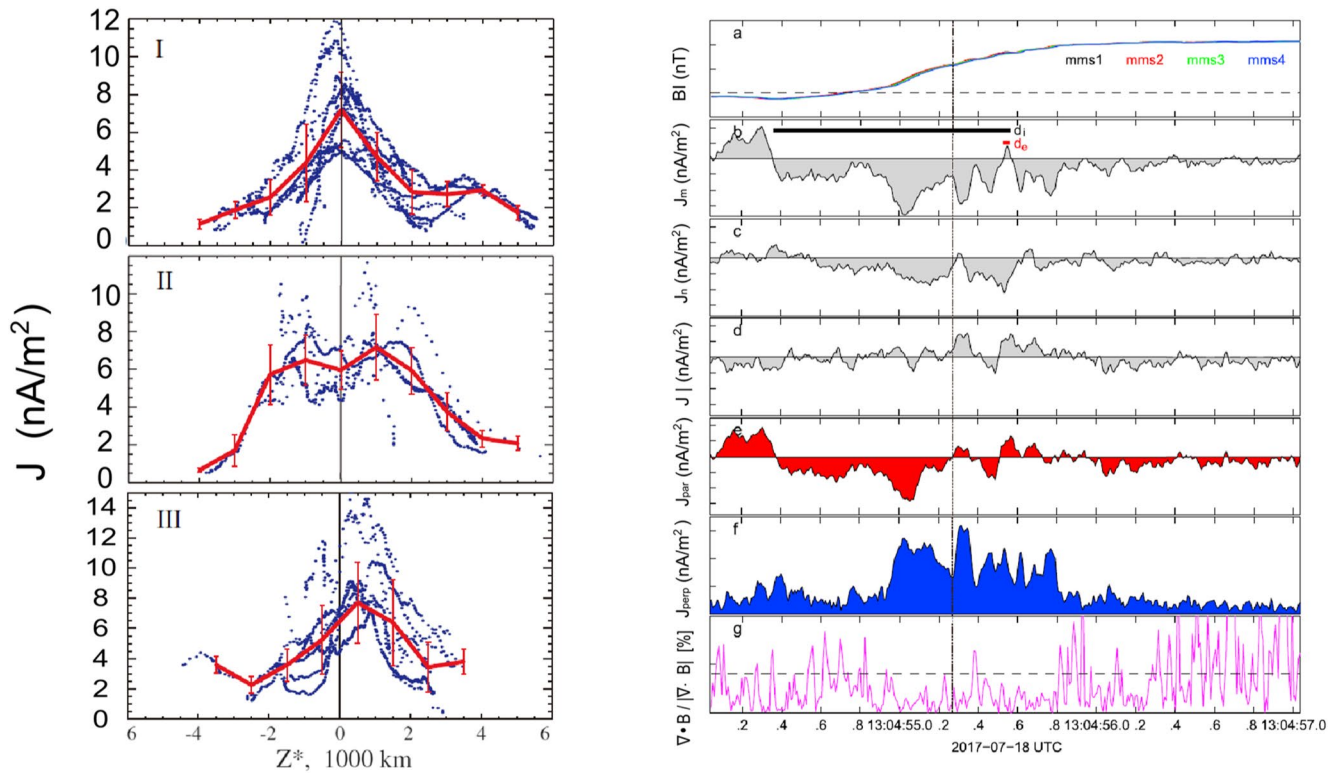 J (nA/m²)
12
10
8
6
4
2
0
I
10
8
6
4
2
0
II
14
12
10
8
6
4
2
0
III
6 -4 -2 0 2 4 6
Z*, 1000 km
a
Bl (nT)
mms1 mms2 mms3 mms4
b
Jm (nA/m²)
di
de
c
Jn (nA/m²)
d
J l (nA/m²)
e
Jpar (nA/m²)
f
Jperp (nA/m²)
g
∇•B / |∇· B| [%]
.2 .4 .6 .8 13:04:55.0 .2 .4 .6 .8 13:04:56.0 .2 .4 .6 .8 13:04:57.0
2017-07-18 UTC